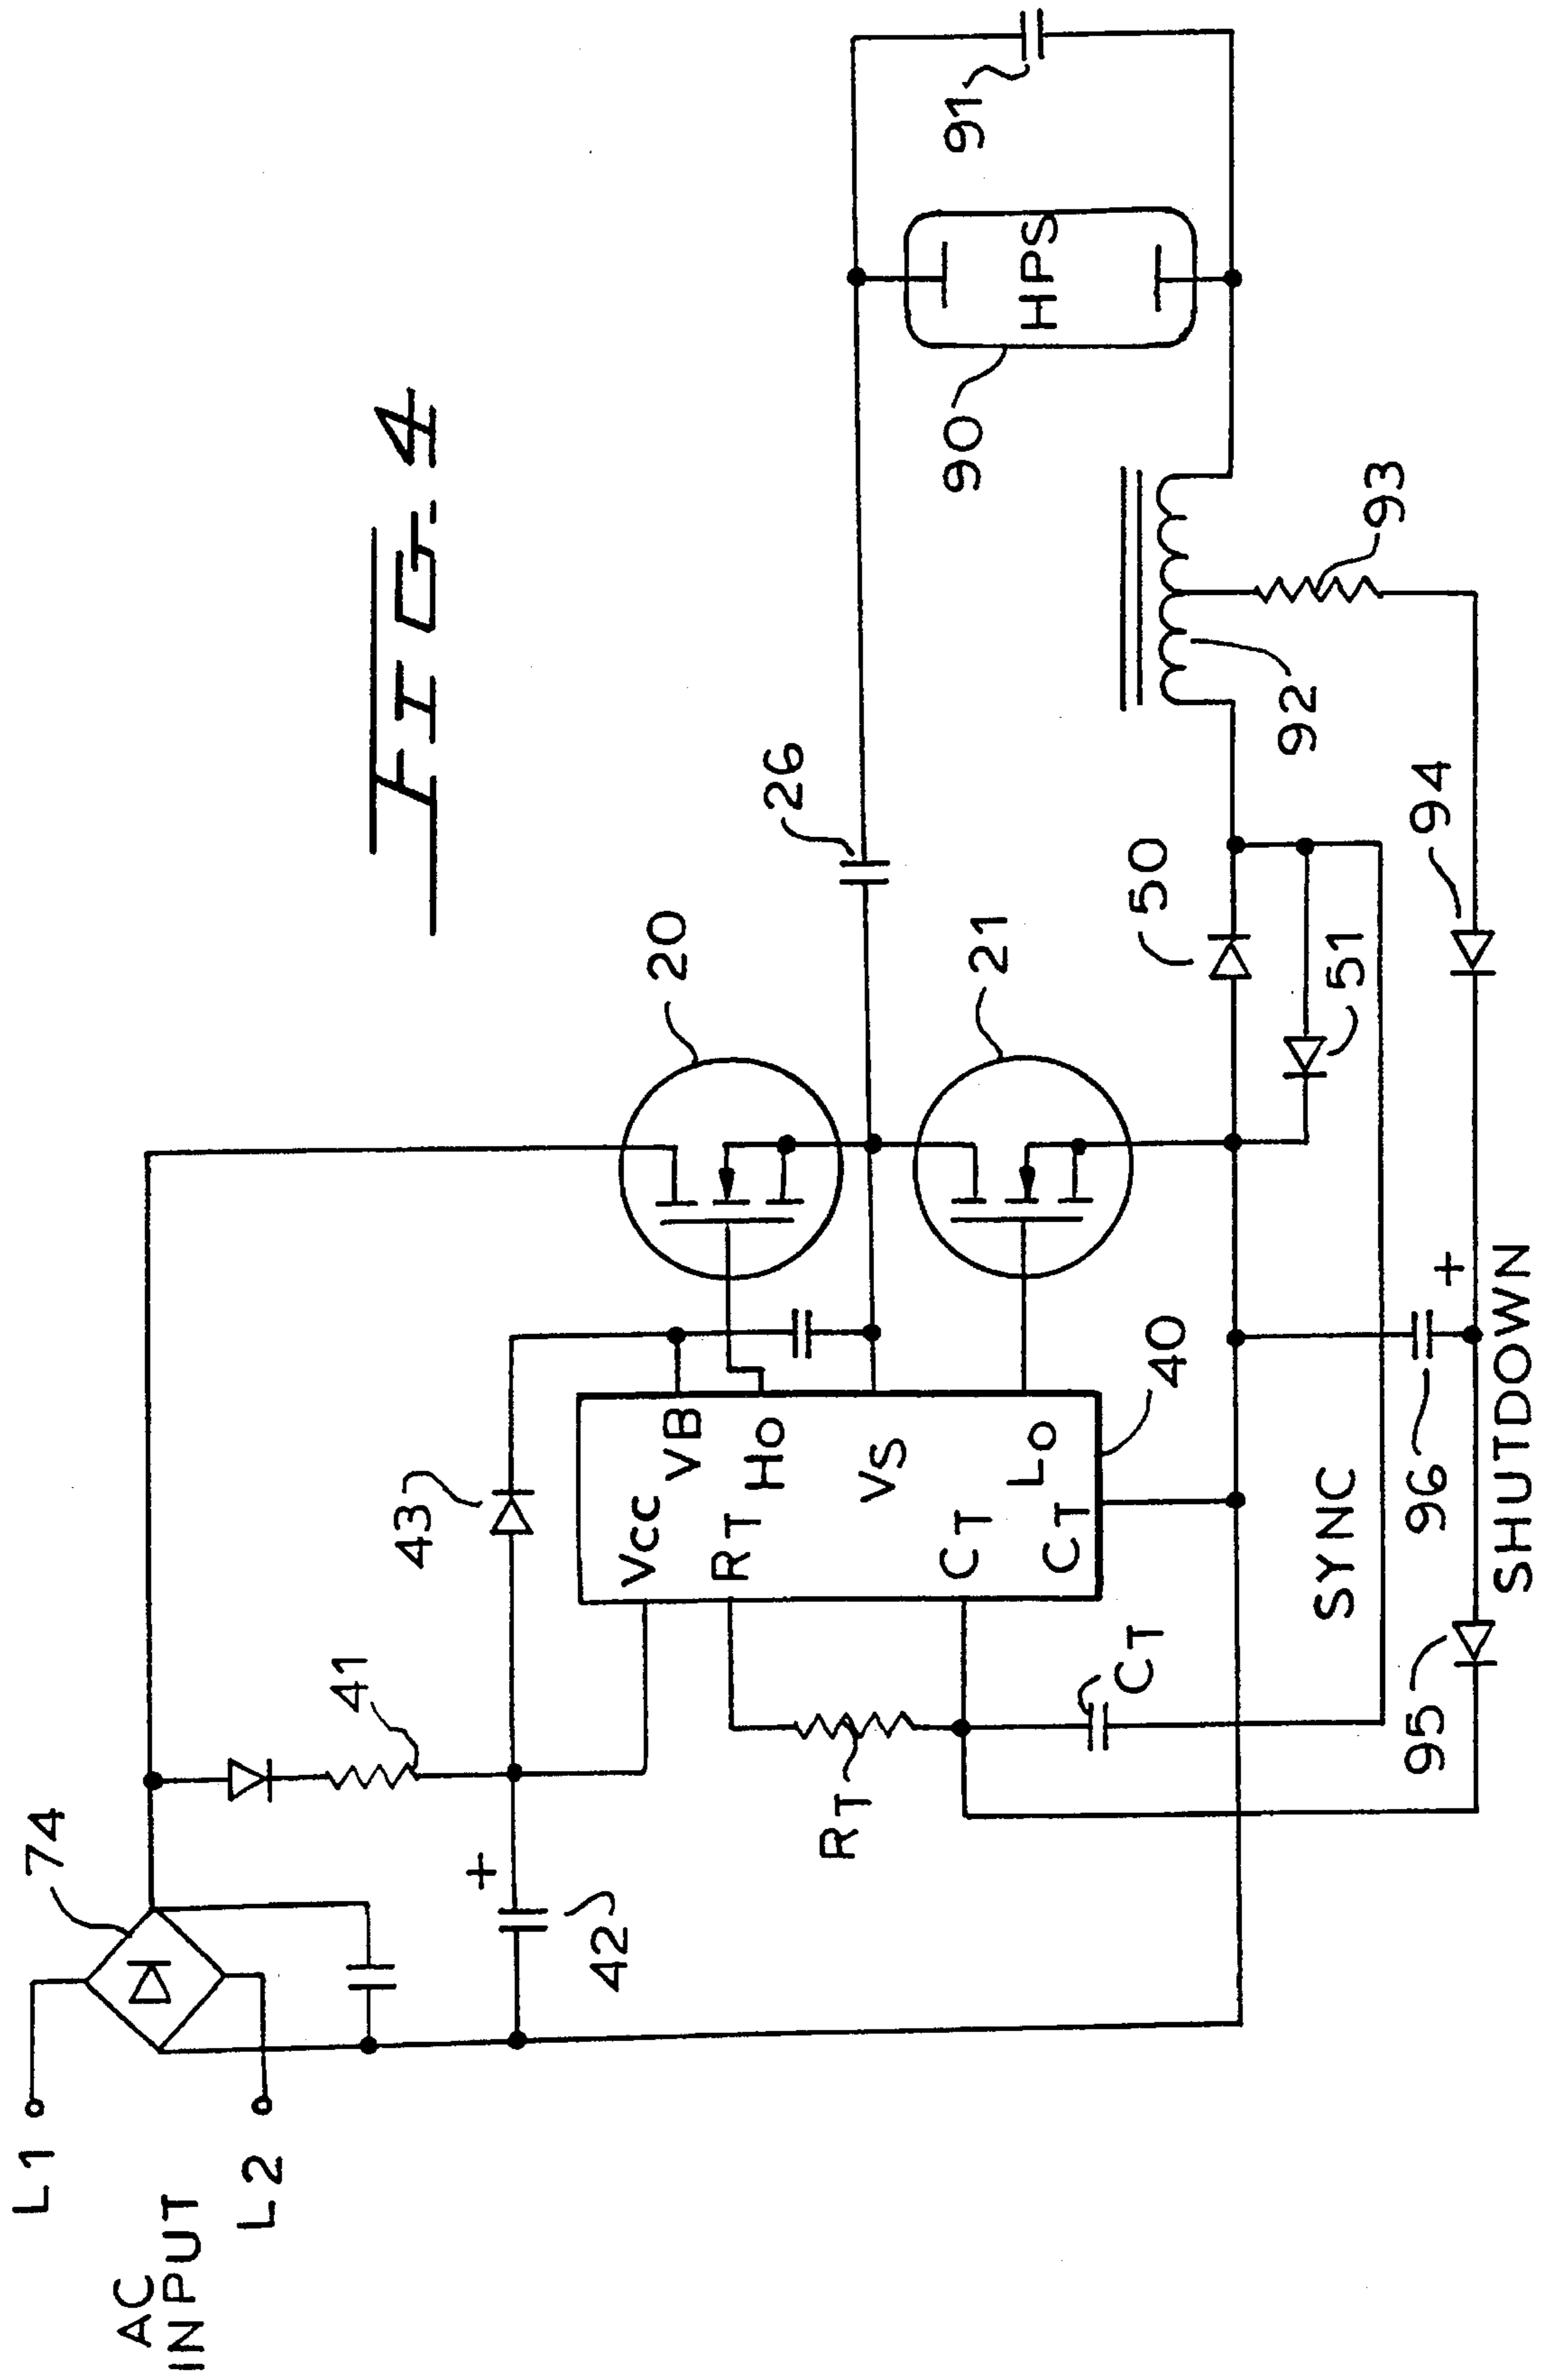 FIG. 4
L1
AC
INPUT
L2
74
41
43
42
+
20
26
VCC
VB
RT
HO
VS
CT
LO
CT
40
21
RT
CT
50
51
SYNC
90
HPS
91
92
93
94
95
96
+
SHUTDOWN